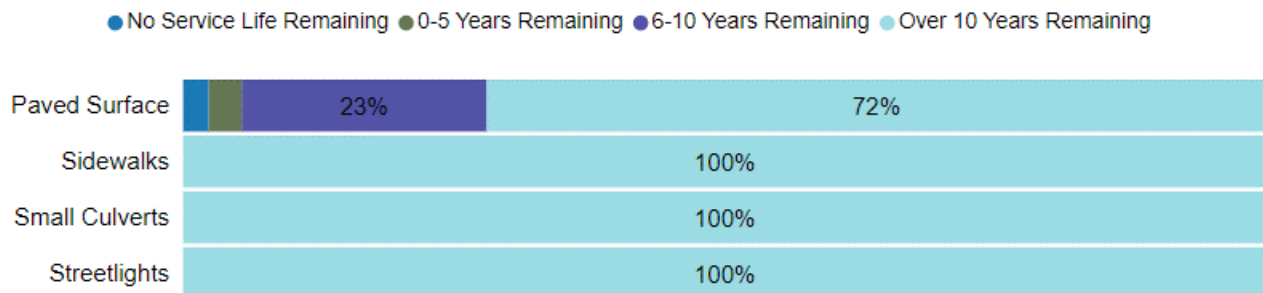 No Service Life Remaining 0-5 Years Remaining 6-10 Years Remaining Over 10 Years Remaining
Paved Surface 23% 72%
Sidewalks 100%
Small Culverts 100%
Streetlights 100%